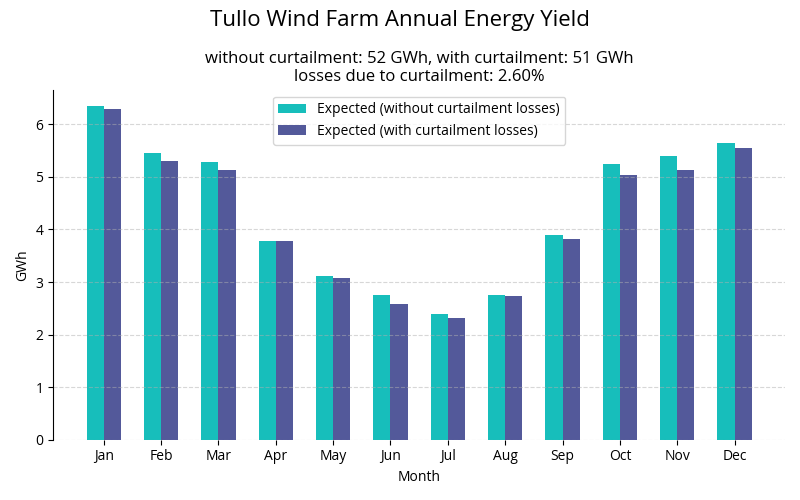 Tullo Wind Farm Annual Energy Yield
without curtailment: 52 GWh, with curtailment: 51 GWh
losses due to curtailment: 2.60%
Expected (without curtailment losses)
Expected (with curtailment losses)
GWh
6
5
4
3
2
1
0
Jan Feb Mar Apr May Jun Jul Aug Sep Oct Nov Dec
Month